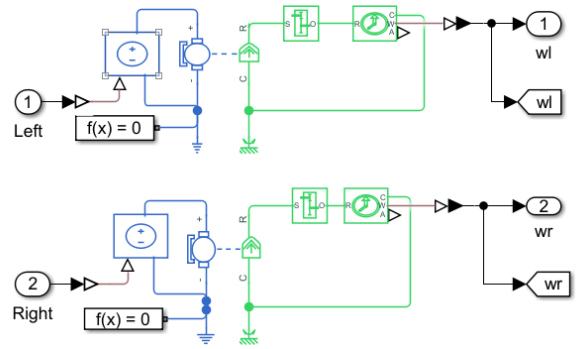 +
R
S
O
R
C
W
A
1
wl
1
Left
-
C
f(x) = 0
wl
+
R
S
O
R
C
W
A
2
wr
2
Right
-
C
f(x) = 0
wr